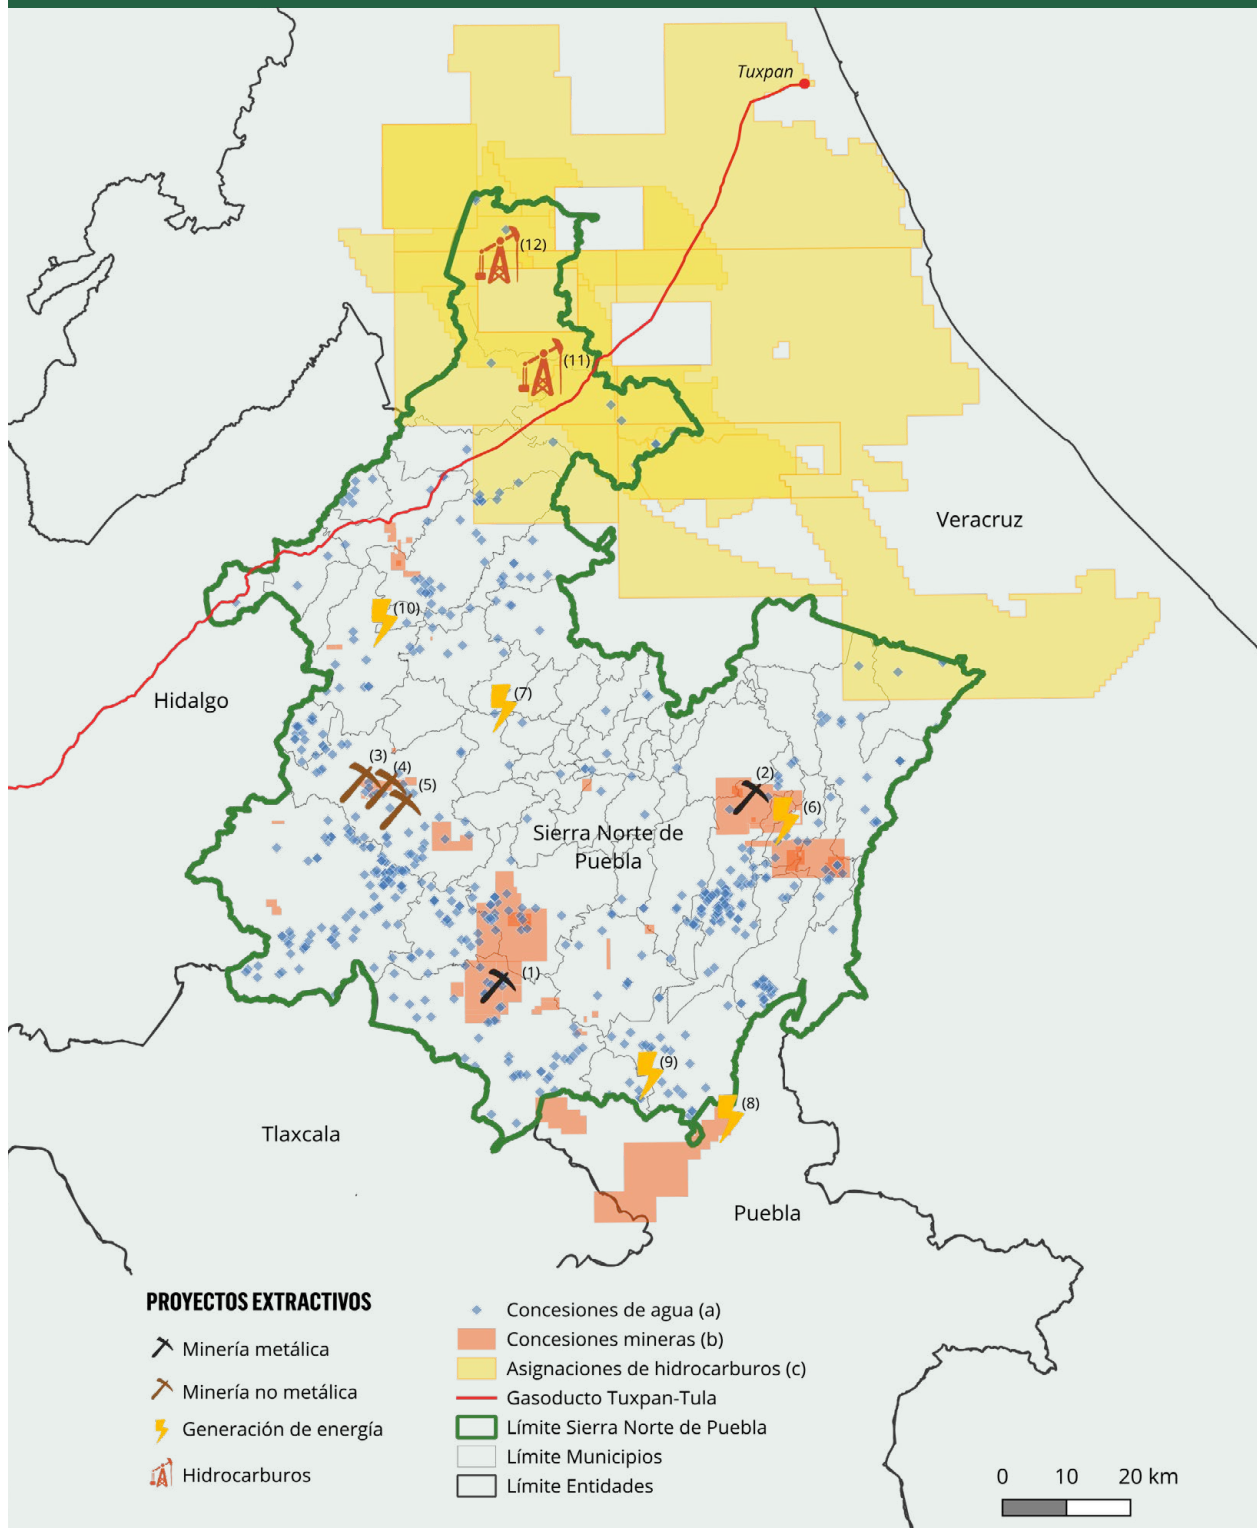 Tuxpan
(12)
(11)
Veracruz
(10)
Hidalgo
(7)
(3)
(4)
(5)
(2)
(6)
Sierra Norte de
Puebla
(1)
(9)
(8)
Tlaxcala
Puebla
PROYECTOS EXTRACTIVOS
Minería metálica
Minería no metálica
Generación de energía
Hidrocarburos
Concesiones de agua (a)
Concesiones mineras (b)
Asignaciones de hidrocarburos (c)
Gasoducto Tuxpan-Tula
Límite Sierra Norte de Puebla
Límite Municipios
Límite Entidades
0 10 20 km